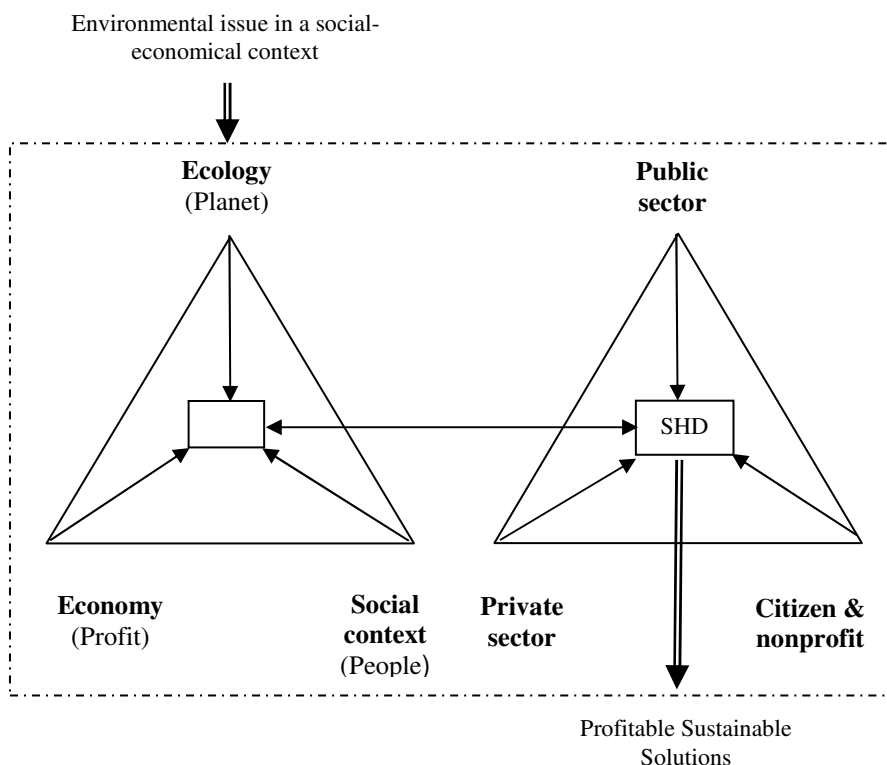 Environmental issue in a social-
economical context
Ecology
(Planet)
Public
sector
SHD
Economy
(Profit)
Social
context
(People)
Private
sector
Citizen &
nonprofit
Profitable Sustainable
Solutions